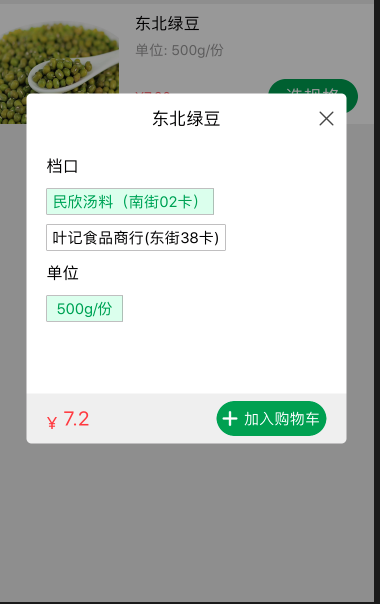 东北绿豆
单位: 500g/份
选规格
东北绿豆
档口
民欣汤料（南街02卡）
叶记食品商行(东街38卡)
单位
500g/份
¥ 7.2
加入购物车